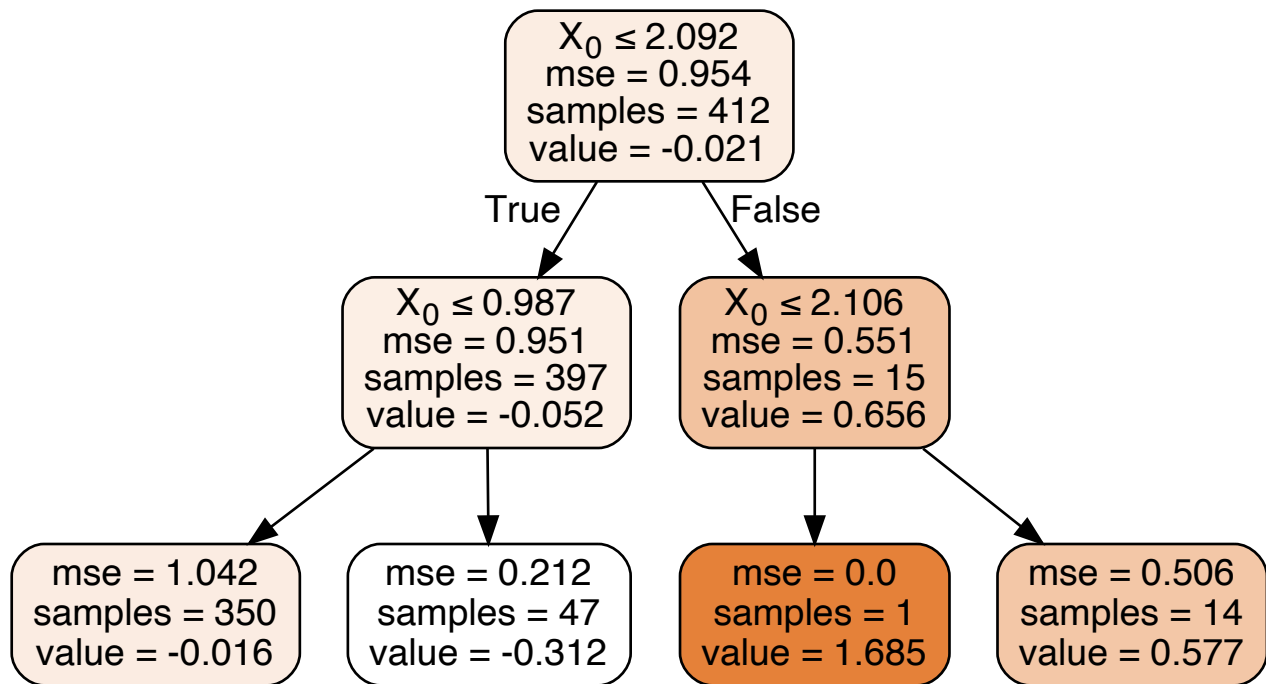 X₀ ≤ 2.092
mse = 0.954
samples = 412
value = -0.021
True
False
X₀ ≤ 0.987
mse = 0.951
samples = 397
value = -0.052
X₀ ≤ 2.106
mse = 0.551
samples = 15
value = 0.656
mse = 1.042
samples = 350
value = -0.016
mse = 0.212
samples = 47
value = -0.312
mse = 0.0
samples = 1
value = 1.685
mse = 0.506
samples = 14
value = 0.577